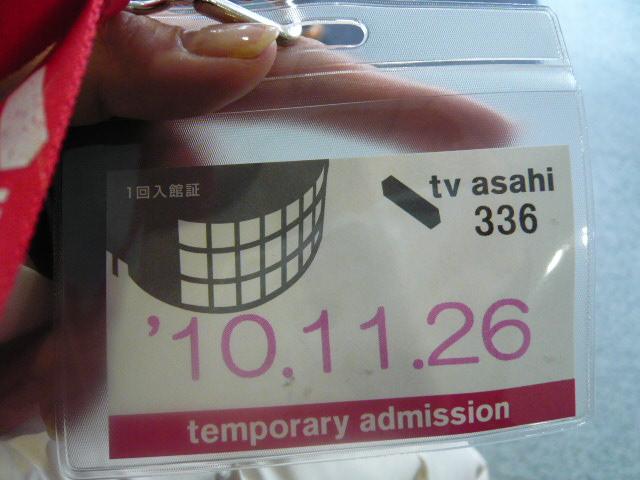 1回入館証
tv asahi
336
'10.11.26
temporary admission